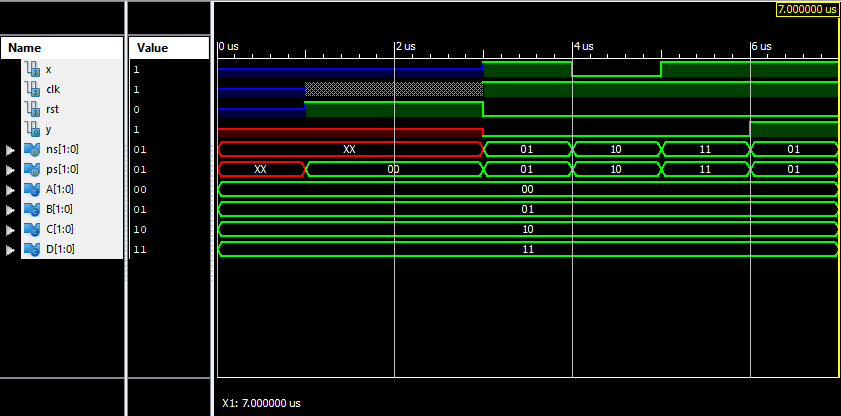 7.000000 us
Name Value 0 us 2 us 4 us 6 us
x 1
clk 1
rst 0
y 1
ns[1:0] 01 XX 01 10 11 01
ps[1:0] 01 XX 00 01 10 11 01
A[1:0] 00 00
B[1:0] 01 01
C[1:0] 10 10
D[1:0] 11 11
X1: 7.000000 us